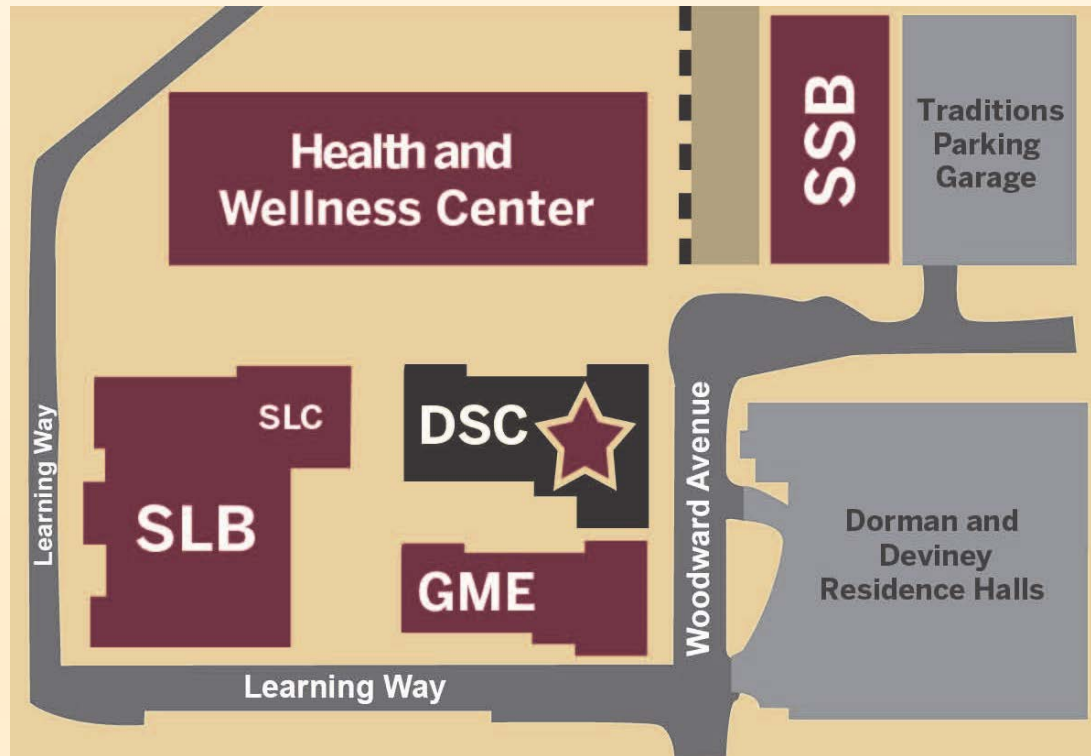 Health and
Wellness Center
SSB
Traditions
Parking
Garage
SLC
DSC
Learning Way
Woodward Avenue
SLB
GME
Dorman and
Deviney
Residence Halls
Learning Way